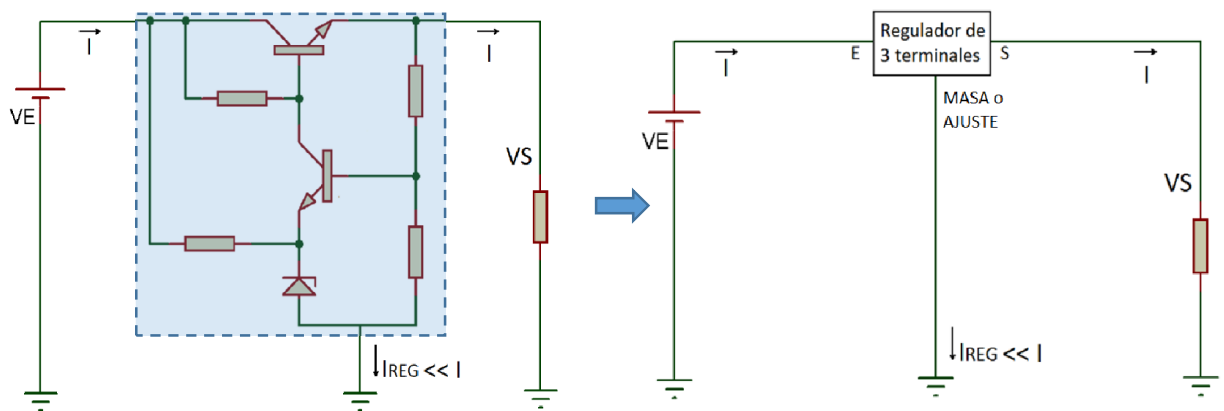 I
I
VE
VS
IREG << I
Regulador de
3 terminales
E
S
I
I
MASA o
AJUSTE
VE
VS
IREG << I